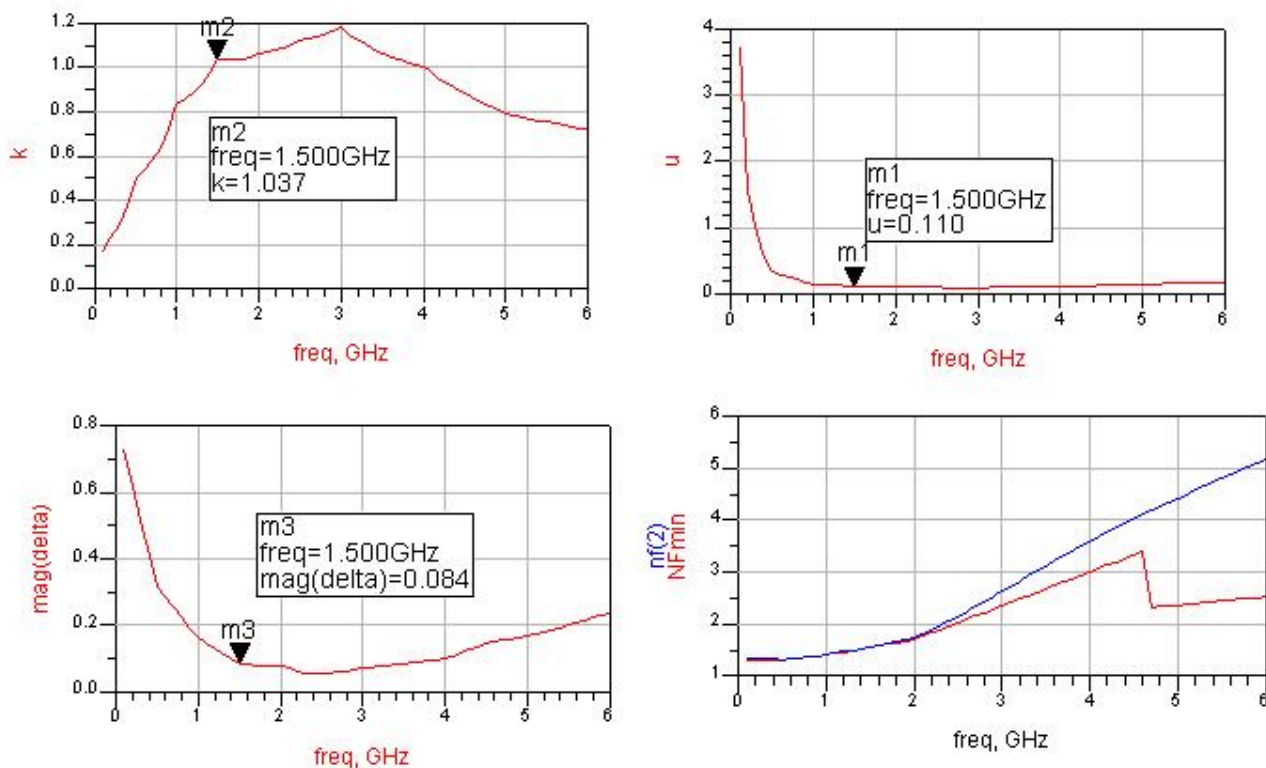 1.2
1.0
0.8
0.6
0.4
0.2
0.0
k
m2
m2
freq=1.500GHz
k=1.037
0 1 2 3 4 5 6
freq, GHz
4
3
2
1
0
u
m1
freq=1.500GHz
u=0.110
m1
0 1 2 3 4 5 6
freq, GHz
0.8
0.6
0.4
0.2
0.0
mag(delta)
m3
freq=1.500GHz
mag(delta)=0.084
m3
0 1 2 3 4 5 6
freq, GHz
6
5
4
3
2
1
nf(2)
NFmin
0 1 2 3 4 5 6
freq, GHz